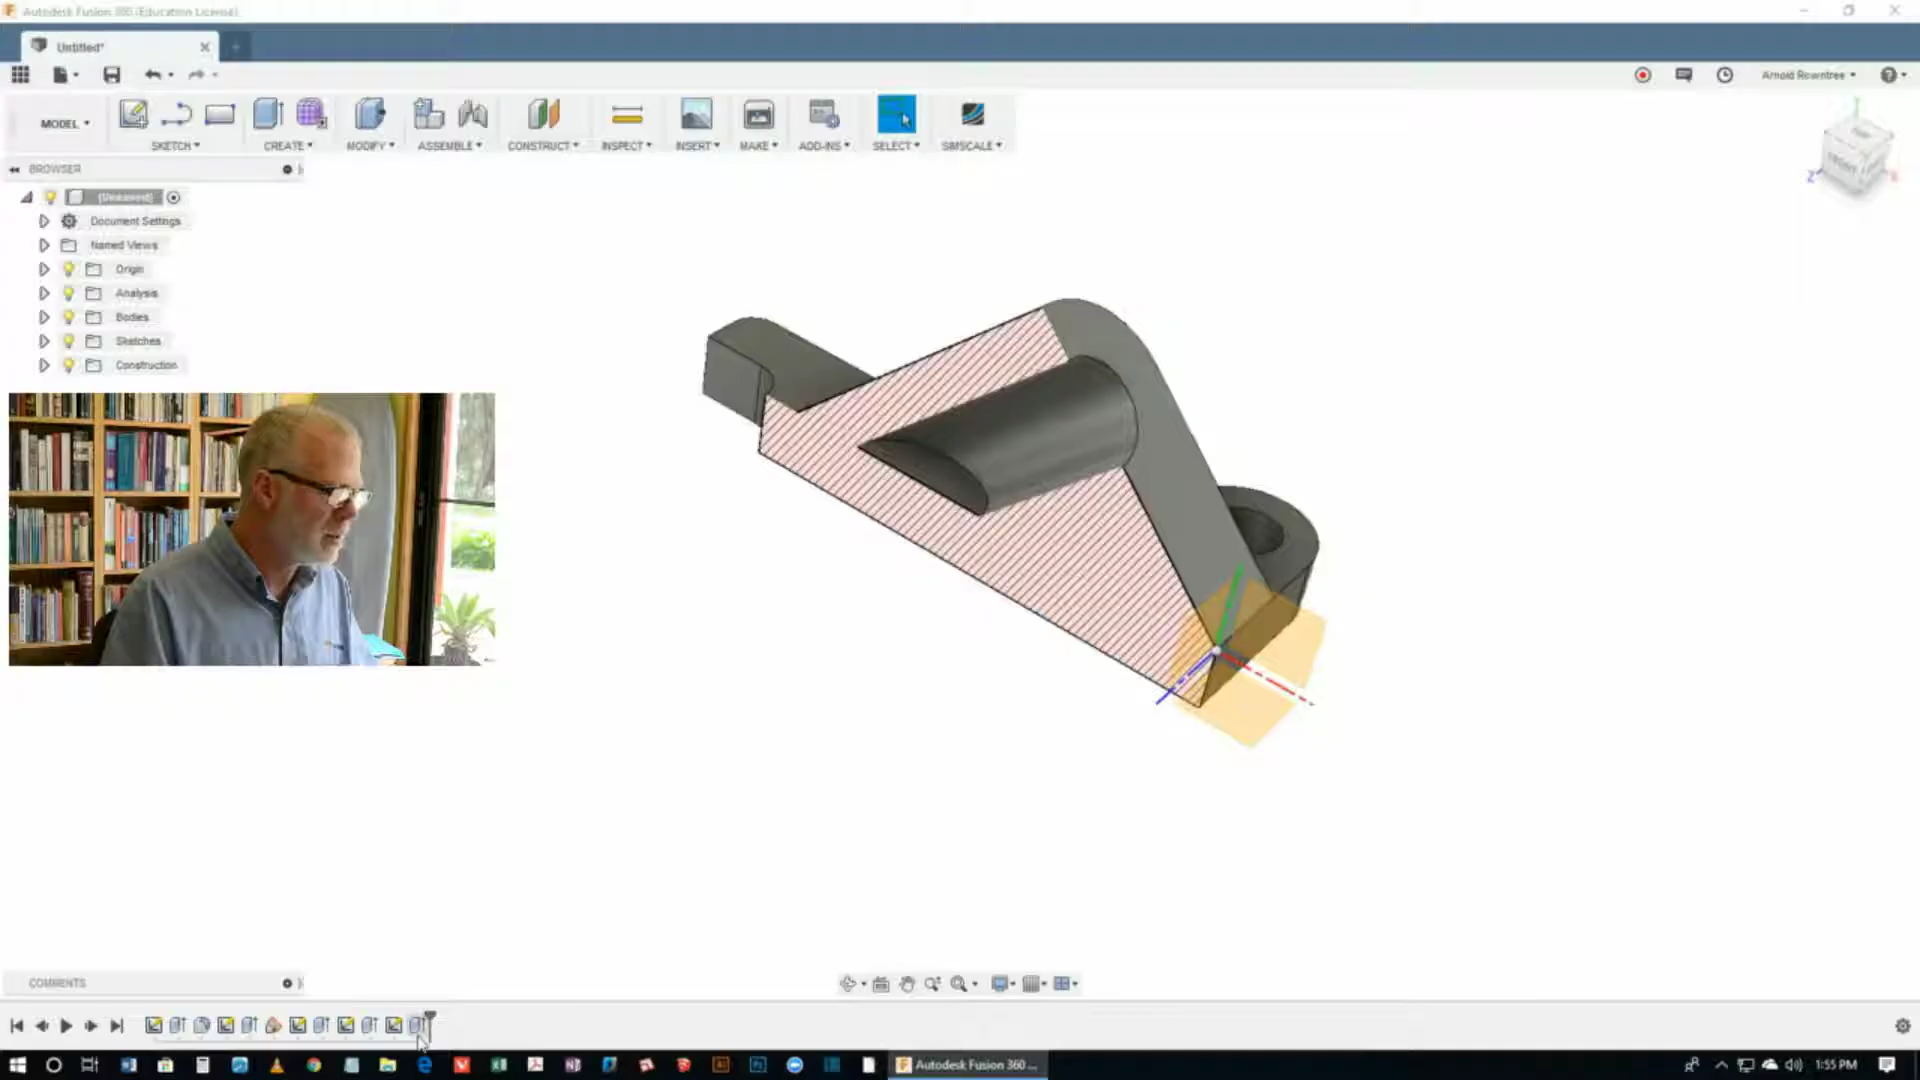 Autodesk Fusion 360 (Education License)
Untitled*
Arnold Rowntree
MODEL
SKETCH
CREATE
MODIFY
ASSEMBLE
CONSTRUCT
INSPECT
INSERT
MAKE
ADD-INS
SELECT
SIMSCALE
BROWSER
(Unsaved)
Document Settings
Named Views
Origin
Analysis
Bodies
Sketches
Construction
FRONT
Z
X
COMMENTS
Autodesk Fusion 360 ...
1:55 PM